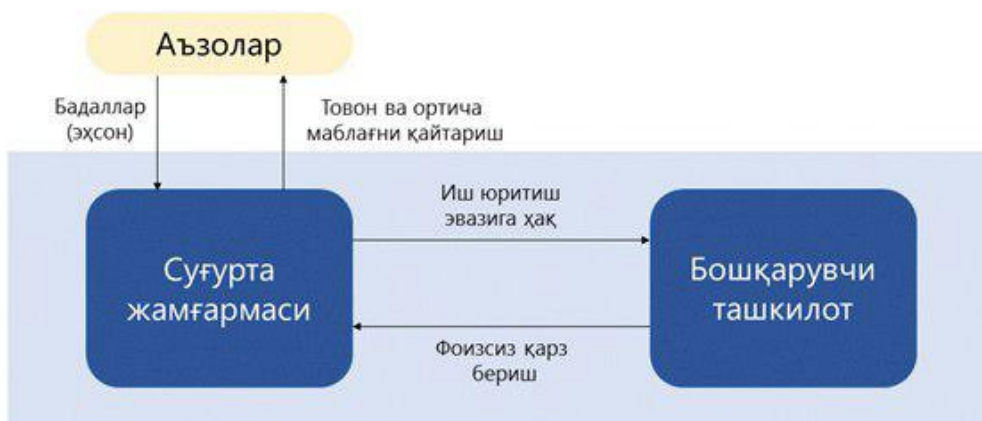 Аъзолар
Бадаллар
(эҳсон)
Товон ва ортича
маблағни қайтариш
Иш юритиш
эвазига ҳақ
Суғурта
жамғармаси
Бошқарувчи
ташкилот
Фоизсиз қарз
бериш